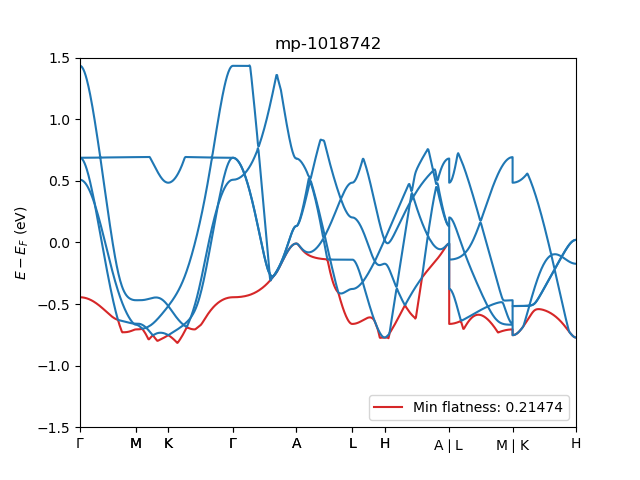 mp-1018742
1.5
1.0
0.5
0.0
−0.5
−1.0
−1.5
E − E_F (eV)
Min flatness: 0.21474
Γ M K Γ A L H A | L M | K H